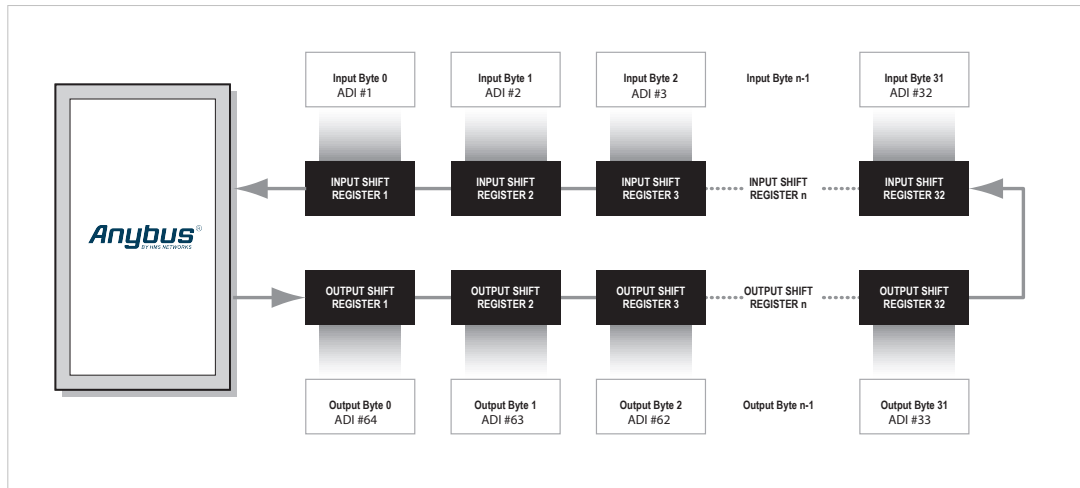 Input Byte 0
ADI #1
Input Byte 1
ADI #2
Input Byte 2
ADI #3
Input Byte n-1
Input Byte 31
ADI #32
INPUT SHIFT
REGISTER 1
INPUT SHIFT
REGISTER 2
INPUT SHIFT
REGISTER 3
INPUT SHIFT
REGISTER n
INPUT SHIFT
REGISTER 32
Anybus®
BY HMS NETWORKS
OUTPUT SHIFT
REGISTER 1
OUTPUT SHIFT
REGISTER 2
OUTPUT SHIFT
REGISTER 3
OUTPUT SHIFT
REGISTER n
OUTPUT SHIFT
REGISTER 32
Output Byte 0
ADI #64
Output Byte 1
ADI #63
Output Byte 2
ADI #62
Output Byte n-1
Output Byte 31
ADI #33